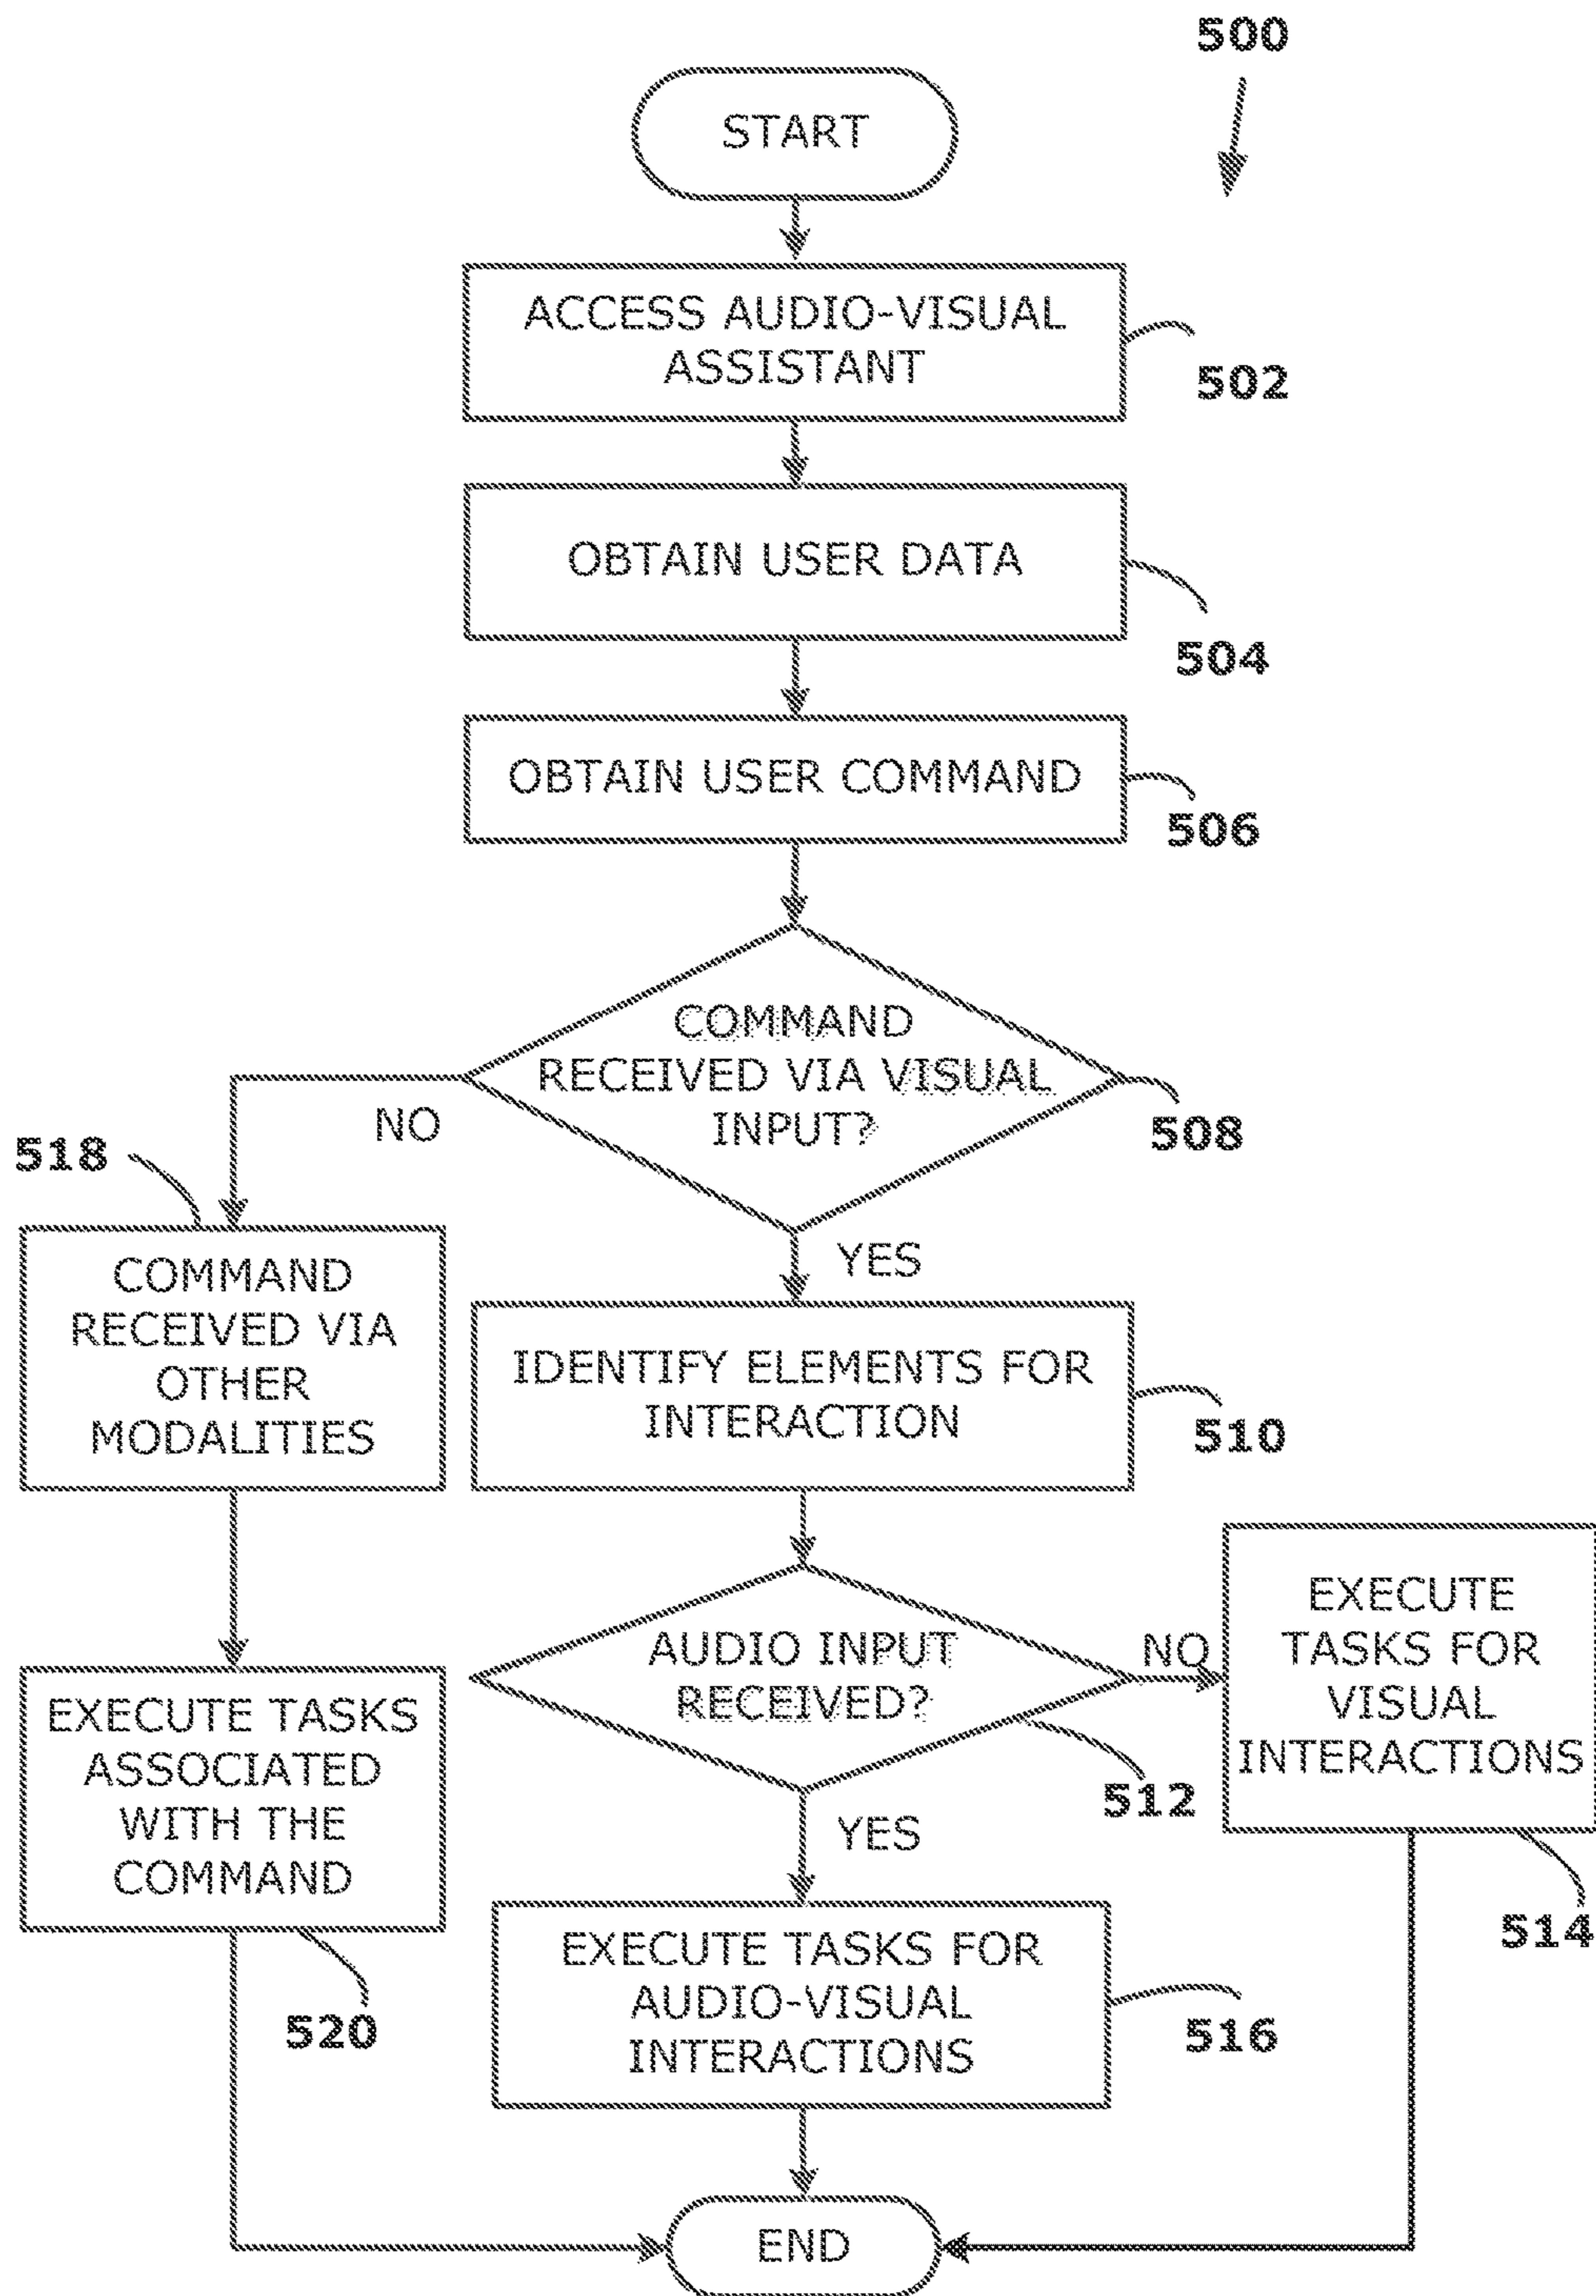 500
START
ACCESS AUDIO-VISUAL
ASSISTANT
502
OBTAIN USER DATA
504
OBTAIN USER COMMAND
506
COMMAND
RECEIVED VIA VISUAL
INPUT?
508
NO
YES
518
COMMAND
RECEIVED VIA
OTHER
MODALITIES
IDENTIFY ELEMENTS FOR
INTERACTION
510
AUDIO INPUT
RECEIVED?
512
NO
YES
EXECUTE
TASKS FOR
VISUAL
INTERACTIONS
514
EXECUTE TASKS
ASSOCIATED
WITH THE
COMMAND
520
EXECUTE TASKS FOR
AUDIO-VISUAL
INTERACTIONS
516
END